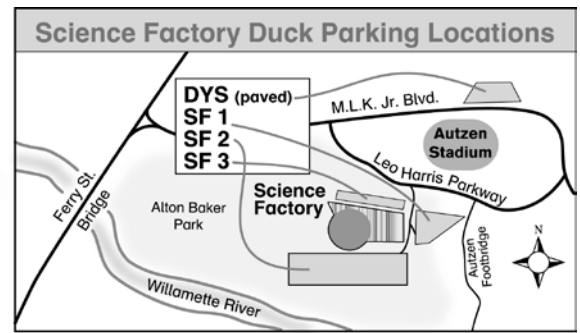 Science Factory Duck Parking Locations
DYS (paved)
SF 1
SF 2
SF 3
M.L.K. Jr. Blvd.
Autzen
Stadium
Leo Harris Parkway
Science
Factory
Ferry St.
Bridge
Alton Baker
Park
Autzen
Footbridge
N
Willamette River